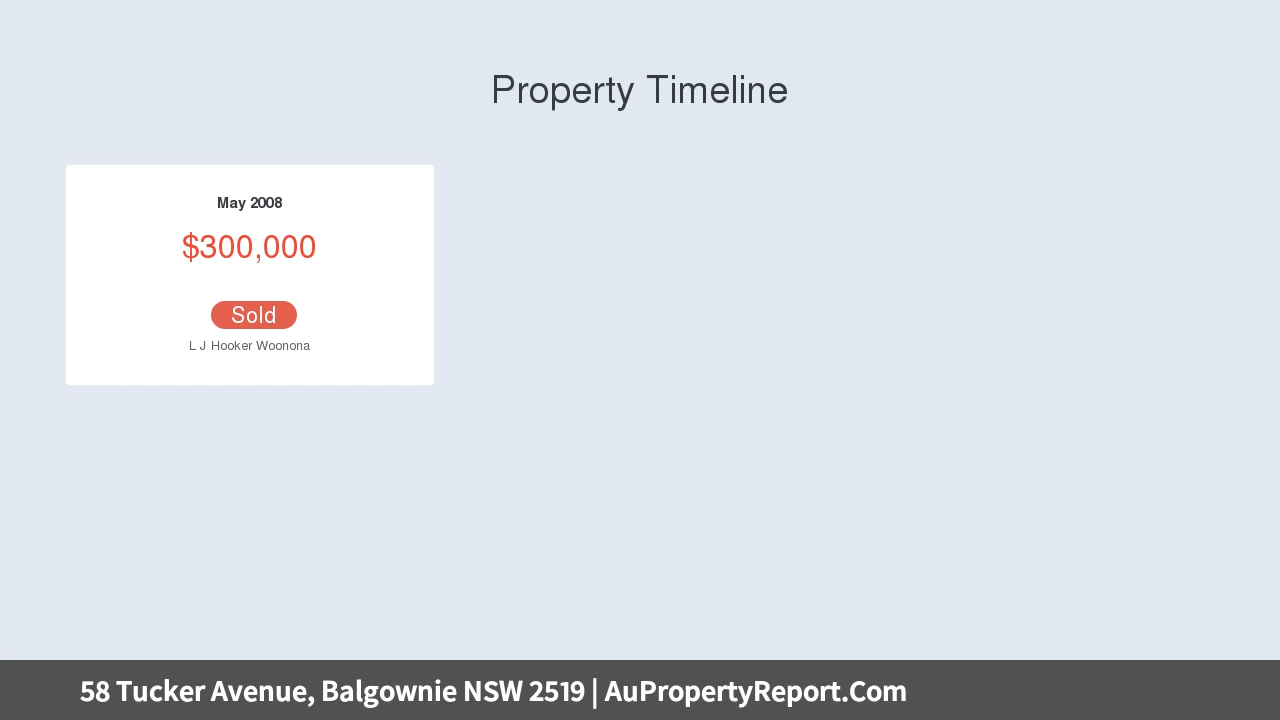 Property Timeline
May 2008
$300,000
Sold
L J Hooker Woonona
58 Tucker Avenue, Balgownie NSW 2519 | AuPropertyReport.Com